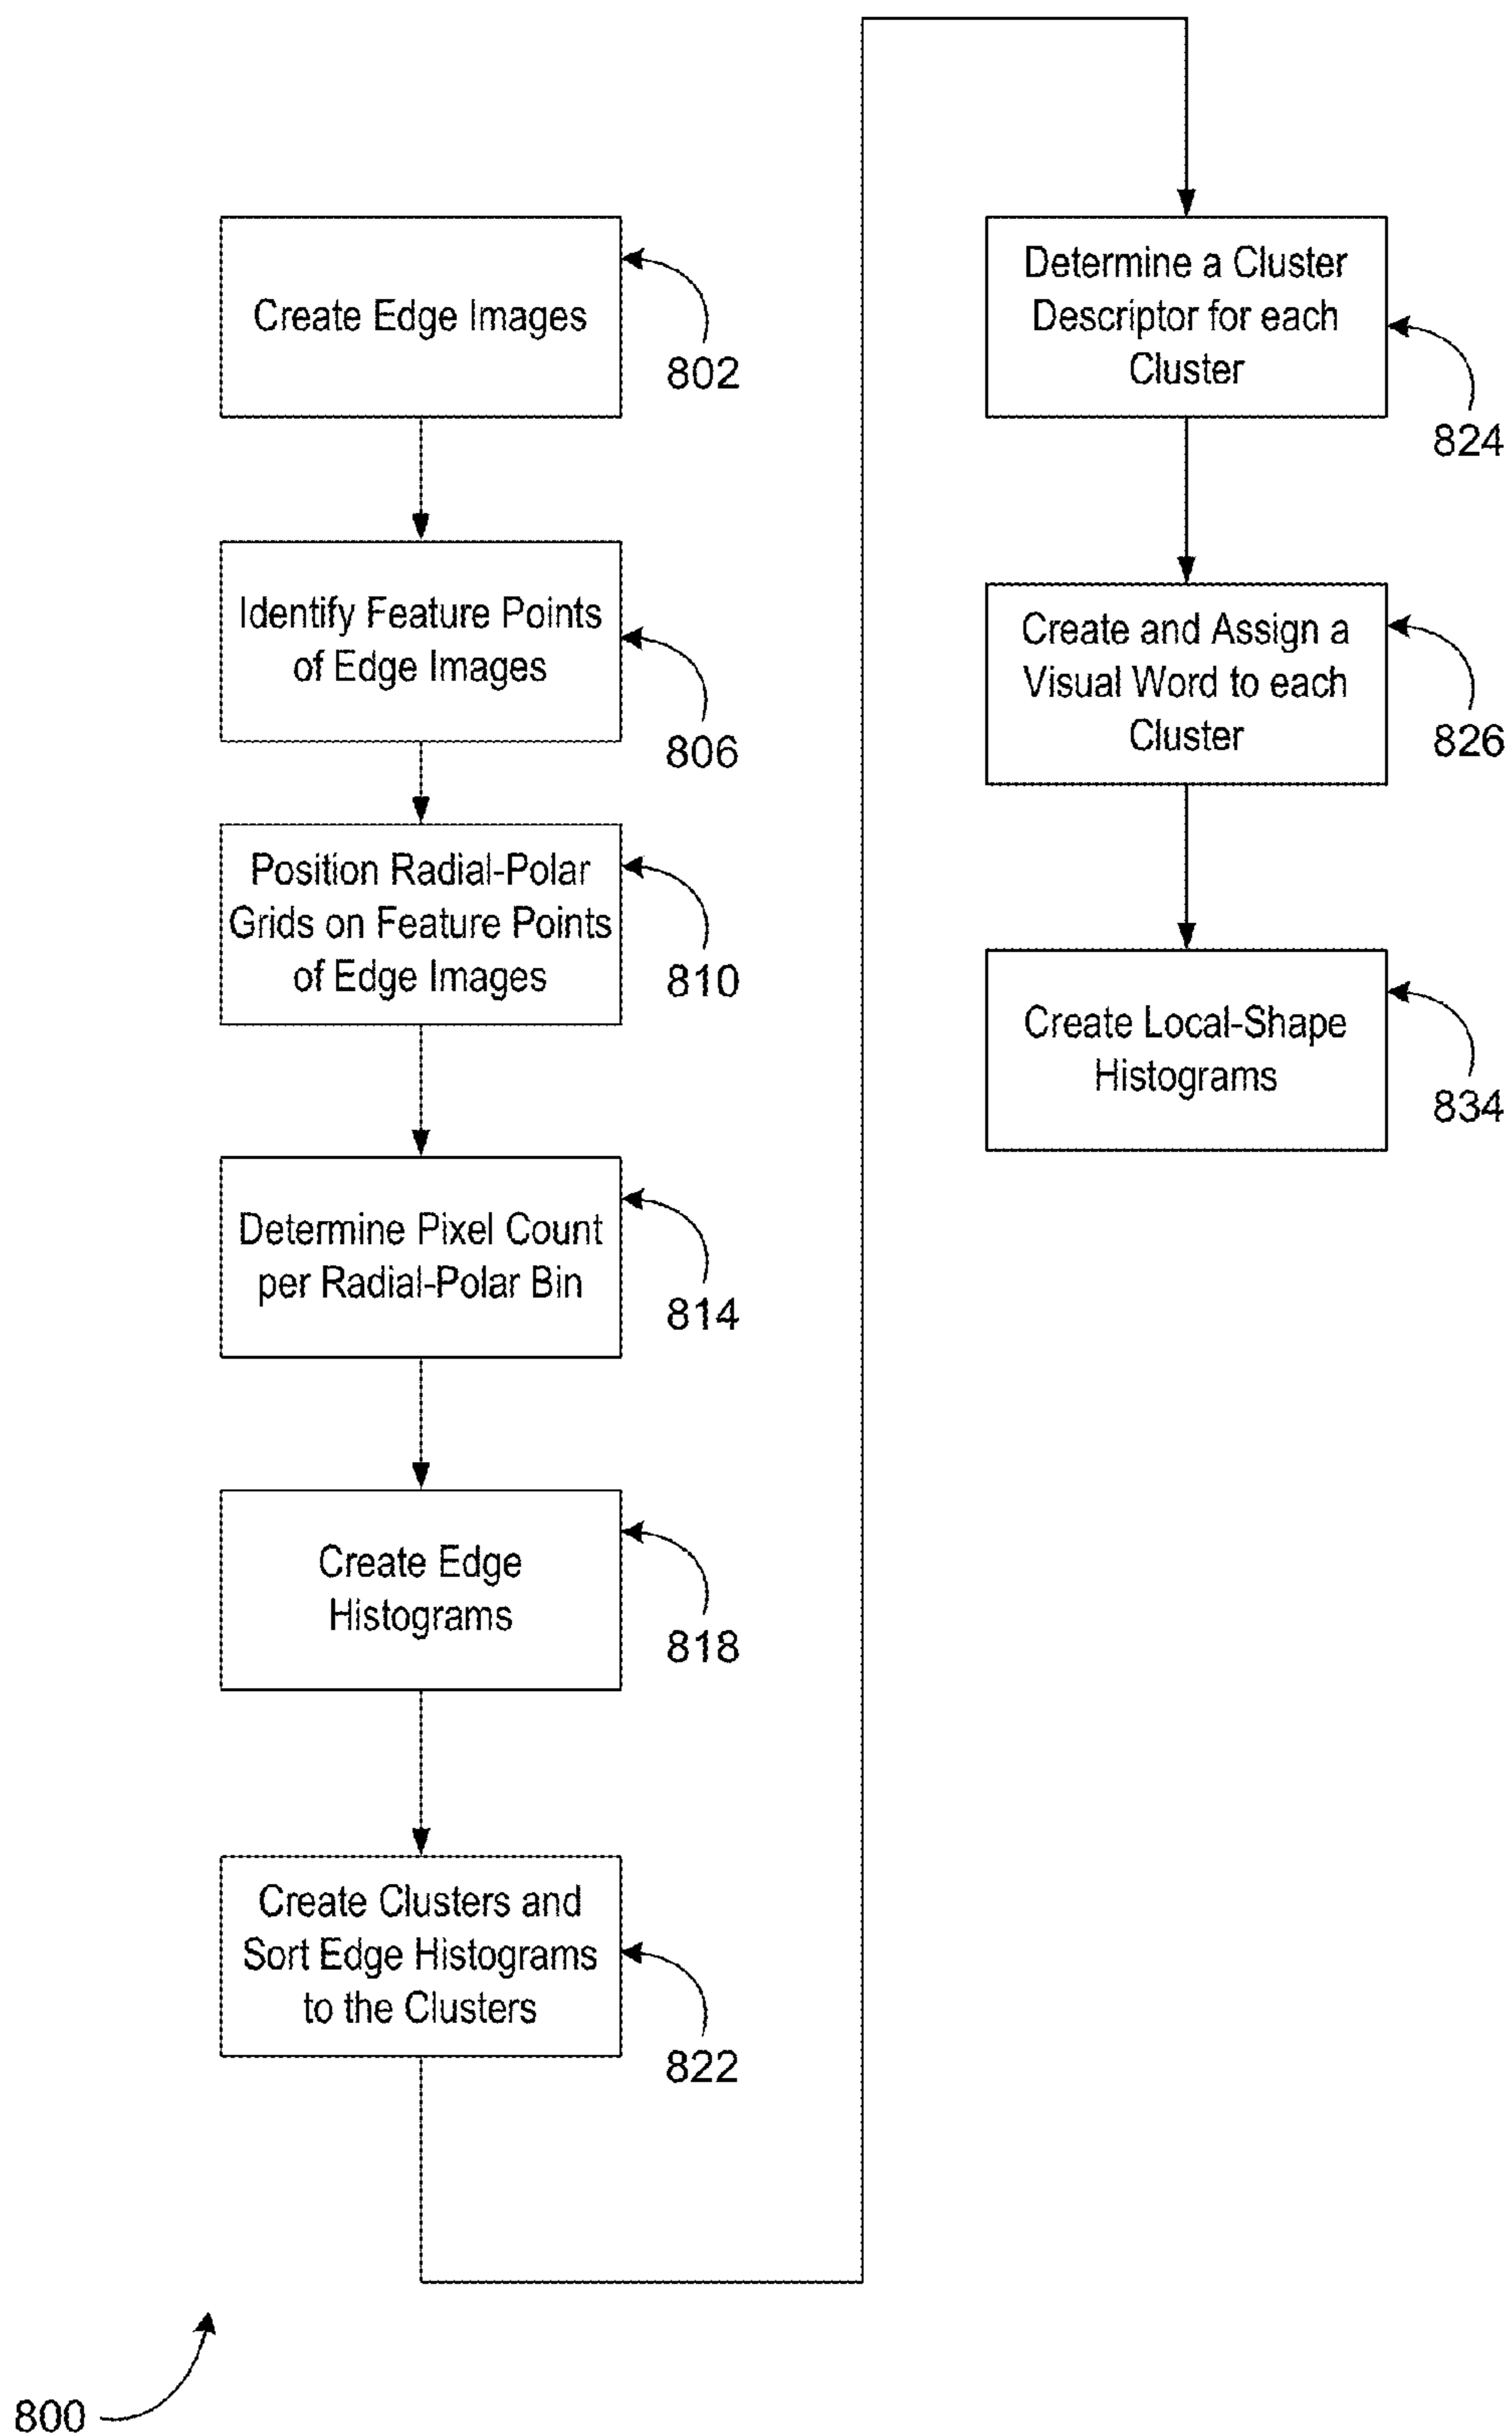 Create Edge Images
802
Identify Feature Points
of Edge Images
806
Position Radial-Polar
Grids on Feature Points
of Edge Images
810
Determine Pixel Count
per Radial-Polar Bin
814
Create Edge
Histograms
818
Create Clusters and
Sort Edge Histograms
to the Clusters
822
Determine a Cluster
Descriptor for each
Cluster
824
Create and Assign a
Visual Word to each
Cluster
826
Create Local-Shape
Histograms
834
800